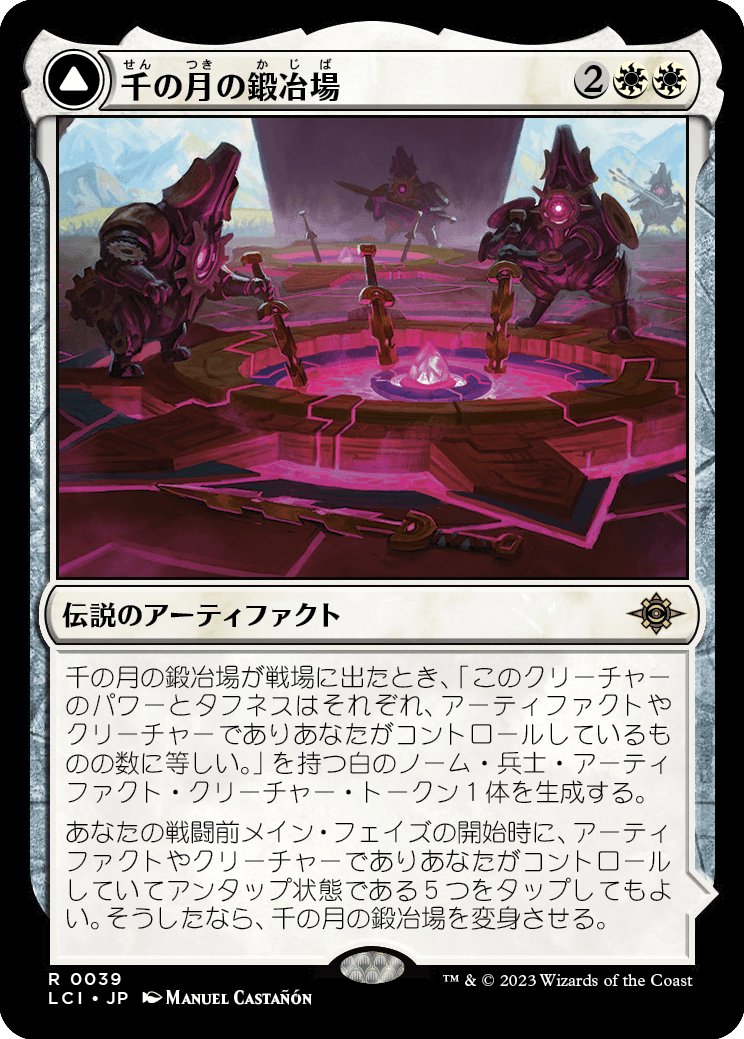 せん つき かじば
千の月の鍛冶場
2
伝説のアーティファクト
千の月の鍛冶場が戦場に出たとき、「このクリーチャー
のパワーとタフネスはそれぞれ、アーティファクトや
クリーチャーでありあなたがコントロールしているも
のの数に等しい。」を持つ白のノーム・兵士・アーティ
ファクト・クリーチャー・トークン1体を生成する。
あなたの戦闘前メイン・フェイズの開始時に、アーティ
ファクトやクリーチャーでありあなたがコントロール
していてアンタップ状態である5つをタップしてもよ
い。そうしたなら、千の月の鍛冶場を変身させる。
R 0039
LCI • JP MANUEL CASTAÑÓN
™ & © 2023 Wizards of the Coast